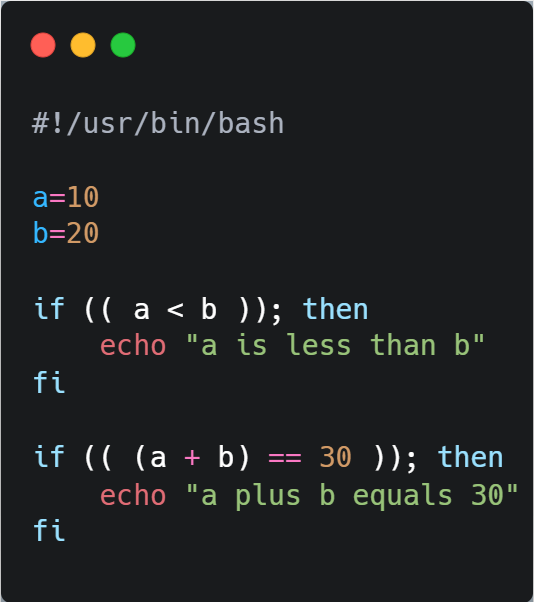 #!/usr/bin/bash

a=10
b=20

if (( a < b )); then
    echo "a is less than b"
fi

if (( (a + b) == 30 )); then
    echo "a plus b equals 30"
fi